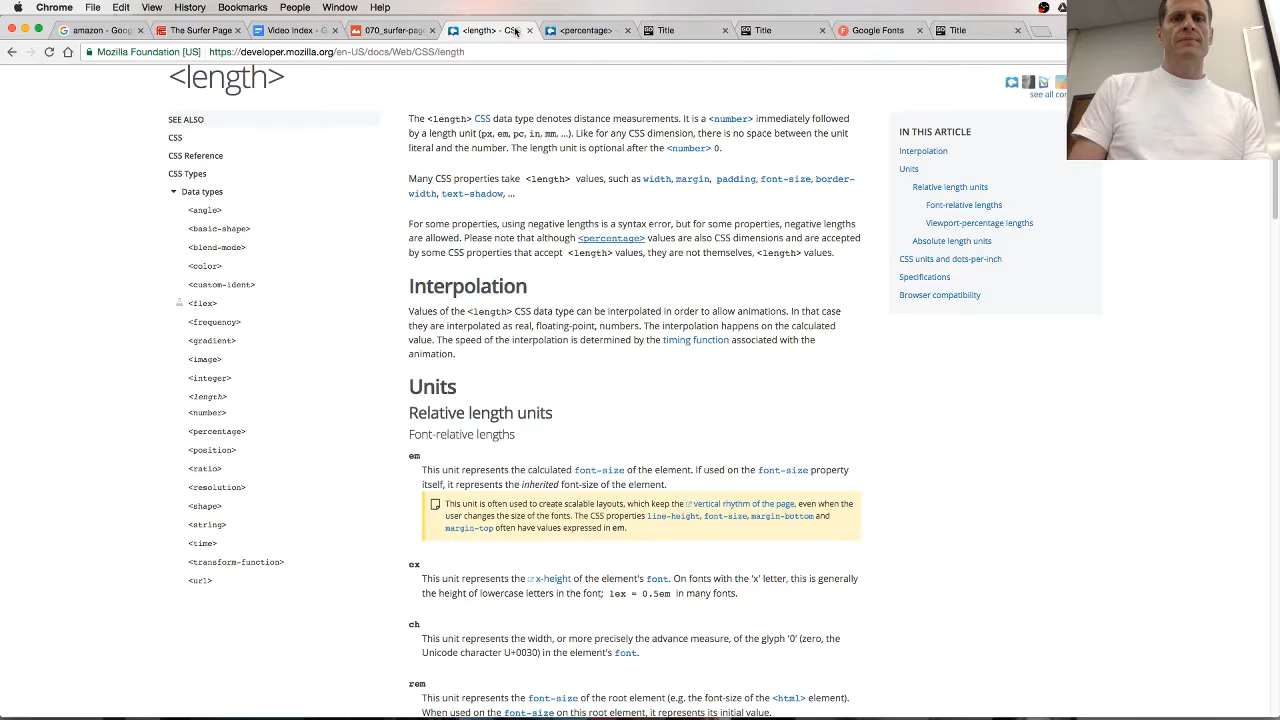 Chrome File Edit View History Bookmarks People Window Help
amazon - Goog
The Surfer Page
Video Index - G
070_surfer-page
<length> - CSS
<percentage> -
Title
Title
Google Fonts
Title
Mozilla Foundation [US] https://developer.mozilla.org/en-US/docs/Web/CSS/length
<length>
see all con
SEE ALSO
CSS
CSS Reference
CSS Types
Data types
<angle>
<basic-shape>
<blend-mode>
<color>
<custom-ident>
<flex>
<frequency>
<gradient>
<image>
<integer>
<length>
<number>
<percentage>
<position>
<ratio>
<resolution>
<shape>
<string>
<time>
<transform-function>
<url>
The <length> CSS data type denotes distance measurements. It is a <number> immediately followed
by a length unit (px, em, pc, in, mm, …). Like for any CSS dimension, there is no space between the unit
literal and the number. The length unit is optional after the <number> 0.
Many CSS properties take <length> values, such as width, margin, padding, font-size, border-
width, text-shadow, …
For some properties, using negative lengths is a syntax error, but for some properties, negative lengths
are allowed. Please note that although <percentage> values are also CSS dimensions and are accepted
by some CSS properties that accept <length> values, they are not themselves, <length> values.
Interpolation
Values of the <length> CSS data type can be interpolated in order to allow animations. In that case
they are interpolated as real, floating-point, numbers. The interpolation happens on the calculated
value. The speed of the interpolation is determined by the timing function associated with the
animation.
Units
Relative length units
Font-relative lengths
em
This unit represents the calculated font-size of the element. If used on the font-size property
itself, it represents the inherited font-size of the element.
This unit is often used to create scalable layouts, which keep the vertical rhythm of the page, even when the
user changes the size of the fonts. The CSS properties line-height, font-size, margin-bottom and
margin-top often have values expressed in em.
ex
This unit represents the x-height of the element's font. On fonts with the 'x' letter, this is generally
the height of lowercase letters in the font; 1ex ≈ 0.5em in many fonts.
ch
This unit represents the width, or more precisely the advance measure, of the glyph '0' (zero, the
Unicode character U+0030) in the element's font.
rem
This unit represents the font-size of the root element (e.g. the font-size of the <html> element).
When used on the font-size on this root element, it represents its initial value.
IN THIS ARTICLE
Interpolation
Units
Relative length units
Font-relative lengths
Viewport-percentage lengths
Absolute length units
CSS units and dots-per-inch
Specifications
Browser compatibility